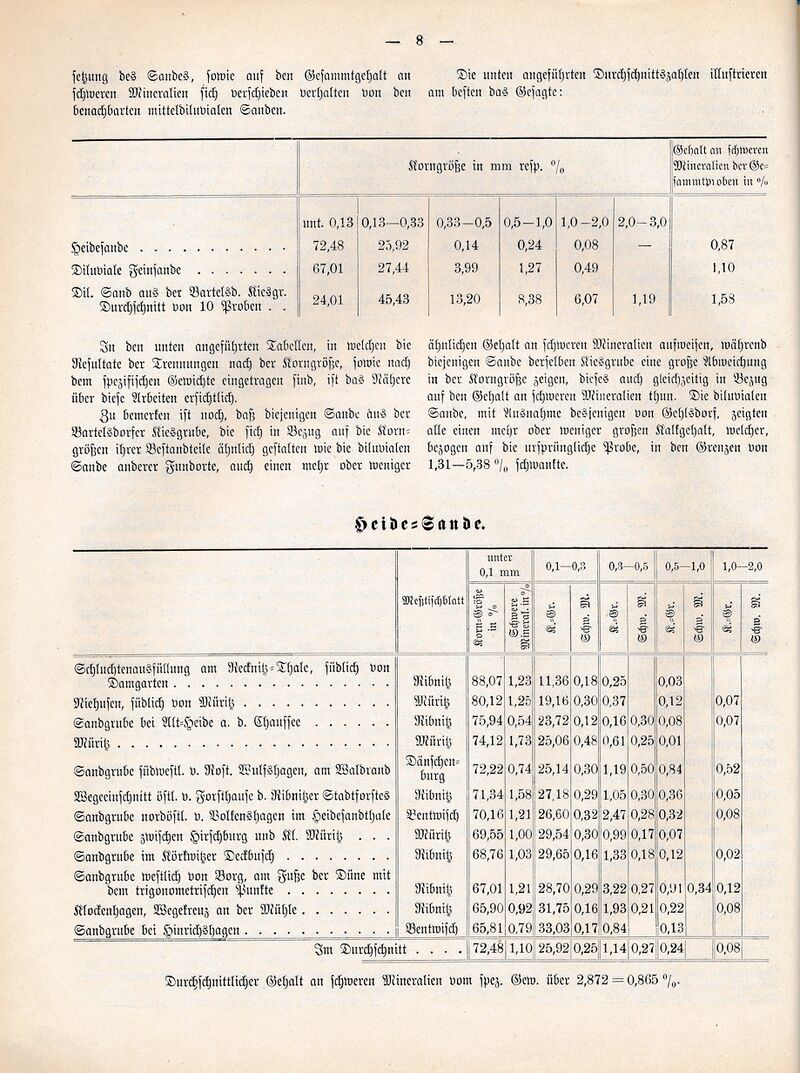 — 8 —
setzung des Sandes, sowie auf den Gesammtgehalt an
schweren Mineralien sich verschieden verhalten von den
benachbarten mitteldiluvialen Sanden.
Die unten angeführten Durchschnittszahlen illustrieren
am besten das Gesagte:
Korngröße in mm resp. %
Gehalt an schweren
Mineralien der Ge=
sammtproben in %
unt. 0,13 0,13—0,33 0,33—0,5 0,5—1,0 1,0—2,0 2,0—3,0
Heidesande . . . . . . . . . . . 72,48 25,92 0,14 0,24 0,08 — 0,87
Diluviale Feinsande . . . . . . . 67,01 27,44 3,99 1,27 0,49 1,10
Dil. Sand aus der Bartelsd. Kiesgr.
Durchschnitt von 10 Proben . . 24,01 45,43 13,20 8,38 6,07 1,19 1,58
In den unten angeführten Tabellen, in welchen die
Resultate der Trennungen nach der Korngröße, sowie nach
dem spezifischen Gewichte eingetragen sind, ist das Nähere
über diese Arbeiten ersichtlich.
Zu bemerken ist noch, daß diejenigen Sande aus der
Bartelsdorfer Kiesgrube, die sich in Bezug auf die Korn=
größen ihrer Bestandteile ähnlich gestalten wie die diluvialen
Sande anderer Fundorte, auch einen mehr oder weniger
ähnlichen Gehalt an schweren Mineralien aufweisen, während
diejenigen Sande derselben Kiesgrube eine große Abweichung
in der Korngröße zeigen, dieses auch gleichzeitig in Bezug
auf den Gehalt an schweren Mineralien thun. Die diluvialen
Sande, mit Ausnahme desjenigen von Gehlsdorf, zeigten
alle einen mehr oder weniger großen Kalkgehalt, welcher,
bezogen auf die ursprüngliche Probe, in den Grenzen von
1,31—5,38 % schwankte.
Heide=Sande.
Meßtischblatt
unter
0,1 mm
0,1—0,3 0,3—0,5 0,5—1,0 1,0—2,0
Korn=Größe in %
Schwere Mineral. in %
K.=Gr. Schw. M. K.=Gr. Schw. M. K.=Gr. Schw. M. K.=Gr. Schw. M.
Schluchtenausfüllung am Recknitz=Thale, südlich von
Damgarten . . . . . . . . . . . . . . . . Ribnitz 88,07 1,23 11,36 0,18 0,25 0,03
Niehusen, südlich von Müritz . . . . . . . . . . . Müritz 80,12 1,25 19,16 0,30 0,37 0,12 0,07
Sandgrube bei Alt=Heide a. d. Chaussee . . . . . . Ribnitz 75,94 0,54 23,72 0,12 0,16 0,30 0,08 0,07
Müritz . . . . . . . . . . . . . . . . . . . . Müritz 74,12 1,73 25,06 0,48 0,61 0,25 0,01
Sandgrube südwestl. v. Rost. Wulfshagen, am Waldrand Dänschen=
burg 72,22 0,74 25,14 0,30 1,19 0,50 0,84 0,52
Wegeeinschnitt östl. v. Forsthause d. Ribnitzer Stadtforstes Ribnitz 71,34 1,58 27,18 0,29 1,05 0,30 0,36 0,05
Sandgrube nordöstl. v. Volkenshagen im Heidesandthale Bentwisch 70,16 1,21 26,60 0,32 2,47 0,28 0,32 0,08
Sandgrube zwischen Hirschburg und Kl. Müritz . . . Müritz 69,55 1,00 29,54 0,30 0,99 0,17 0,07
Sandgrube im Körkwitzer Deckbusch . . . . . . . . Ribnitz 68,76 1,03 29,65 0,16 1,33 0,18 0,12 0,02
Sandgrube westlich von Borg, am Fuße der Düne mit
dem trigonometrischen Punkte . . . . . . . . Ribnitz 67,01 1,21 28,70 0,29 3,22 0,27 0,91 0,34 0,12
Klockenhagen, Wegekreuz an der Mühle . . . . . . . Ribnitz 65,90 0,92 31,75 0,16 1,93 0,21 0,22 0,08
Sandgrube bei Hinrichshagen . . . . . . . . . . . Bentwisch 65,81 0,79 33,03 0,17 0,84 0,13
Im Durchschnitt . . . . 72,48 1,10 25,92 0,25 1,14 0,27 0,24 0,08
Durchschnittlicher Gehalt an schweren Mineralien vom spez. Gew. über 2,872 = 0,865 %.